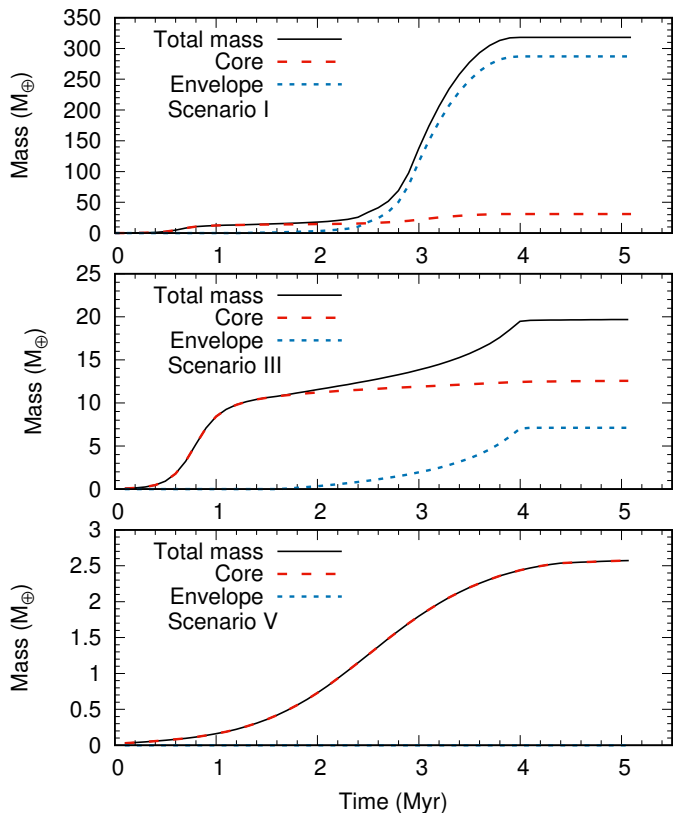 350
300
250
200
150
100
50
0
Mass (M⊕)
Total mass
Core
Envelope
Scenario I
0 1 2 3 4 5
25
20
15
10
5
0
Mass (M⊕)
Total mass
Core
Envelope
Scenario III
0 1 2 3 4 5
3
2.5
2
1.5
1
0.5
0
Mass (M⊕)
Total mass
Core
Envelope
Scenario V
0 1 2 3 4 5
Time (Myr)